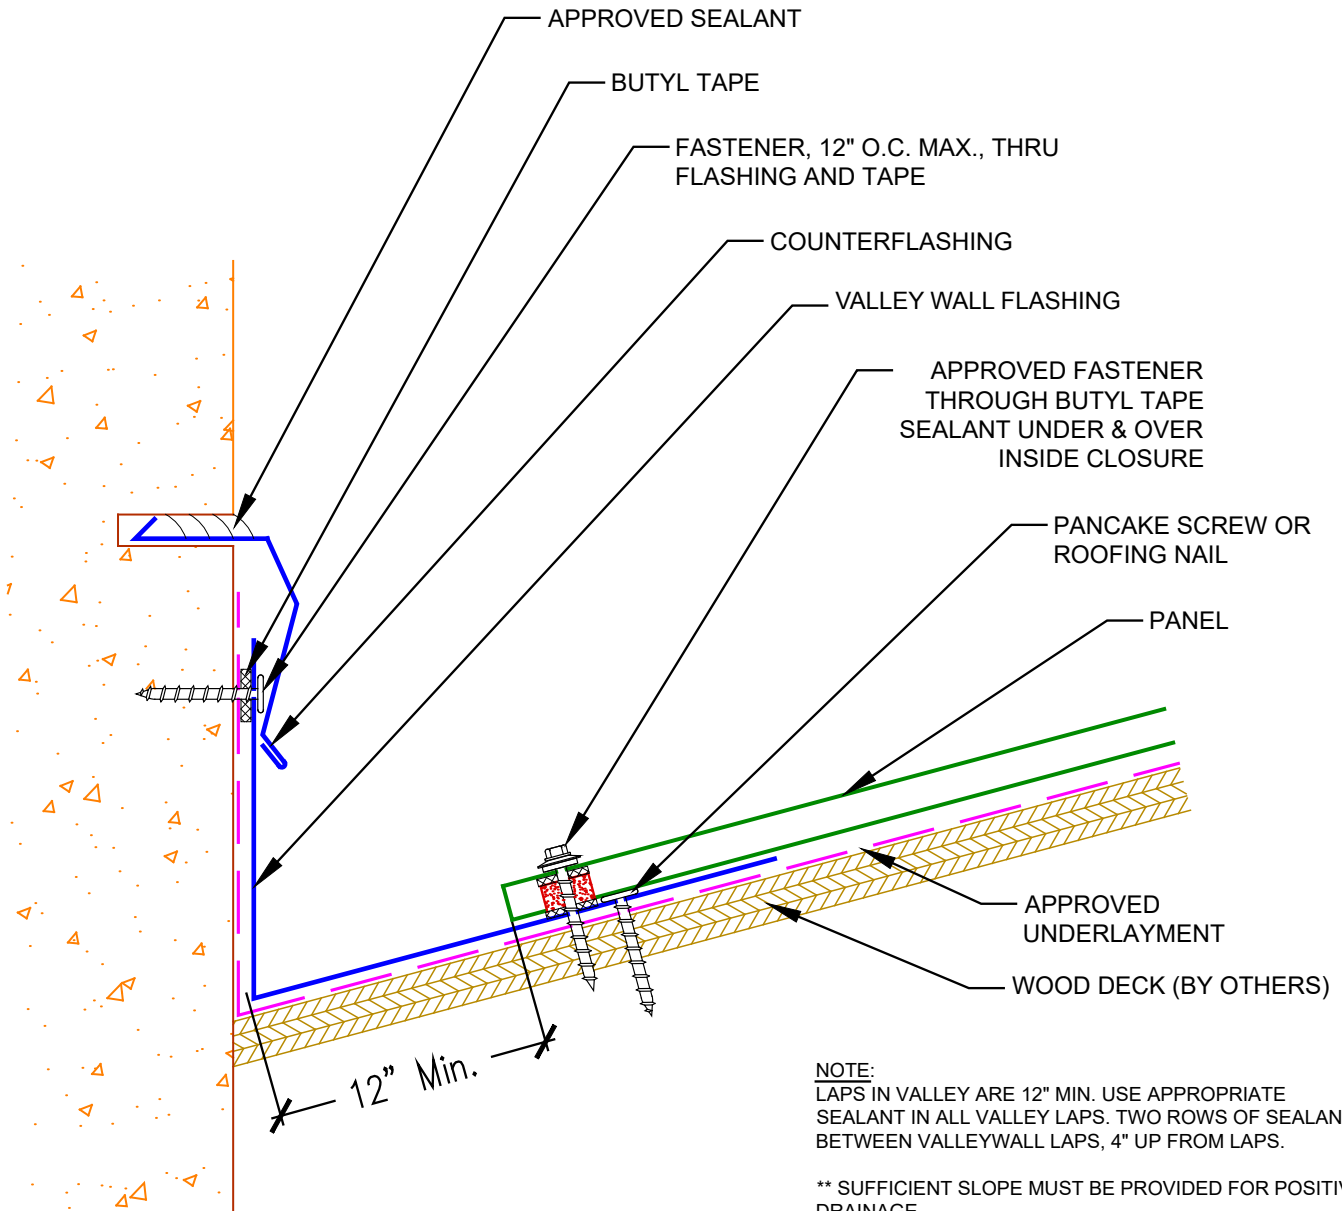 APPROVED SEALANT
BUTYL TAPE
FASTENER, 12" O.C. MAX., THRU
FLASHING AND TAPE
COUNTERFLASHING
VALLEY WALL FLASHING
APPROVED FASTENER
THROUGH BUTYL TAPE
SEALANT UNDER & OVER
INSIDE CLOSURE
PANCAKE SCREW OR
ROOFING NAIL
PANEL
APPROVED
UNDERLAYMENT
WOOD DECK (BY OTHERS)
12" Min.
NOTE:
LAPS IN VALLEY ARE 12" MIN. USE APPROPRIATE
SEALANT IN ALL VALLEY LAPS. TWO ROWS OF SEALAN
BETWEEN VALLEYWALL LAPS, 4" UP FROM LAPS.
** SUFFICIENT SLOPE MUST BE PROVIDED FOR POSITIV
DRAINAGE